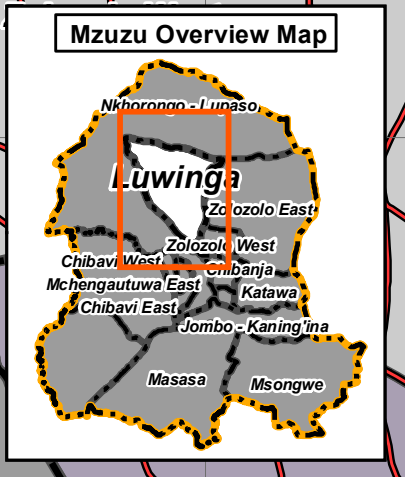 Mzuzu Overview Map
Nkhorongo - Lupaso
Luwinga
Zolozolo East
Zolozolo West
Chibavi West
Chibanja
Mchengautuwa East
Katawa
Chibavi East
Jombo - Kaning'ina
Masasa
Msongwe